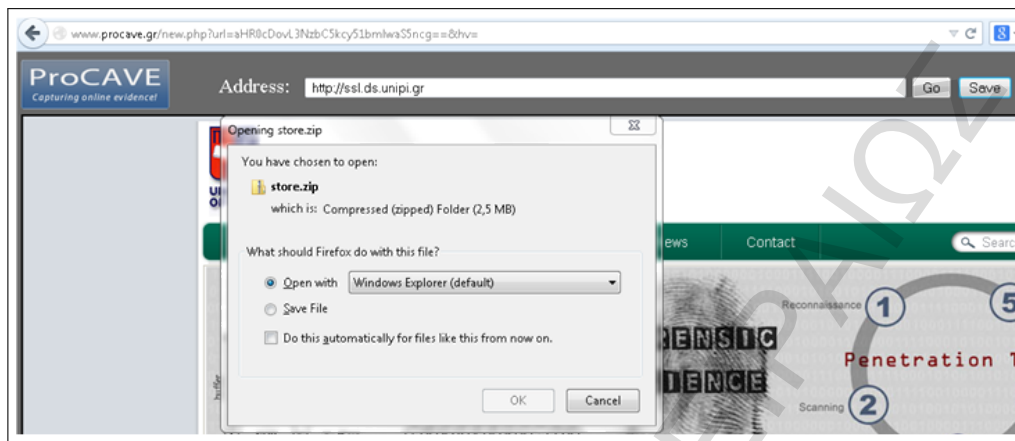 www.procave.gr/new.php?url=aHR0cDovL3NzbC5kcy51bmlwaS5ncg==&hv=
ProCAVE
Capturing online evidence!
Address: http://ssl.ds.unipi.gr Go Save
Opening store.zip
You have chosen to open:
store.zip
which is: Compressed (zipped) Folder (2,5 MB)
What should Firefox do with this file?
Open with Windows Explorer (default)
Save File
Do this automatically for files like this from now on.
OK Cancel
ews Contact Searc
Reconnaissance 1 5
ENSIC
Penetration T
IENCE
Scanning 2
ΕΡΑΙΩΣ